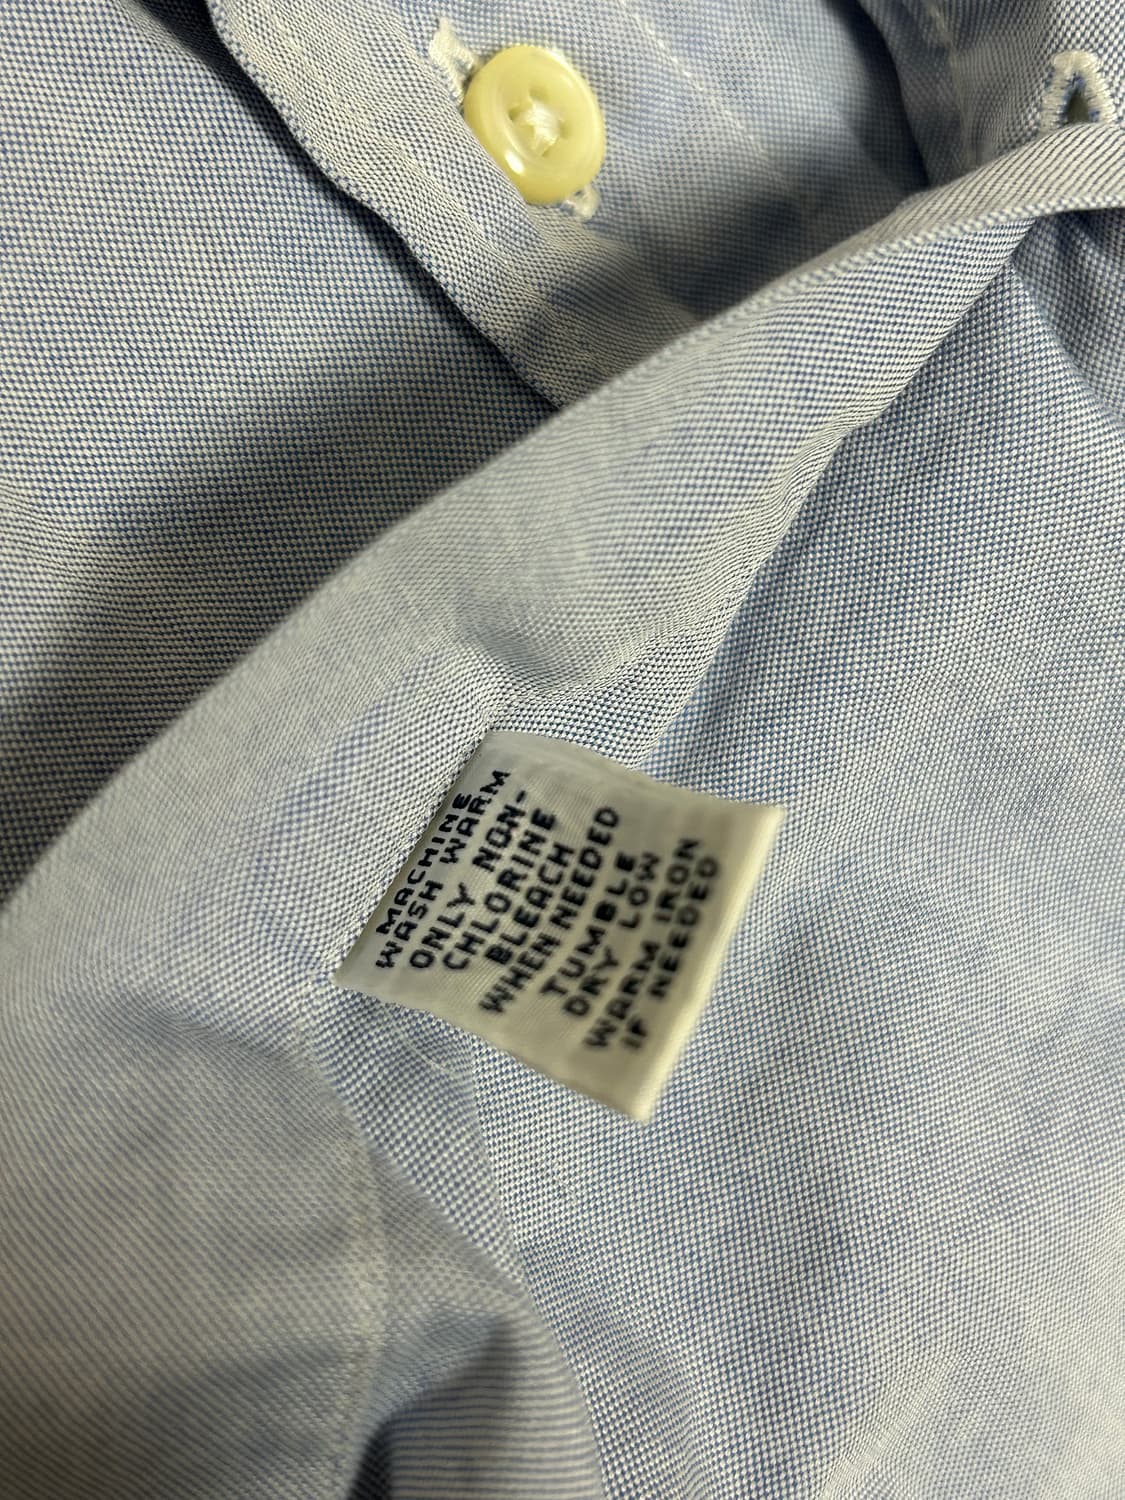 MACHINE
WASH WARM
ONLY NON-
CHLORINE
BLEACH
WHEN NEEDED
TUMBLE
DRY LOW
WARM IRON
IF NEEDED